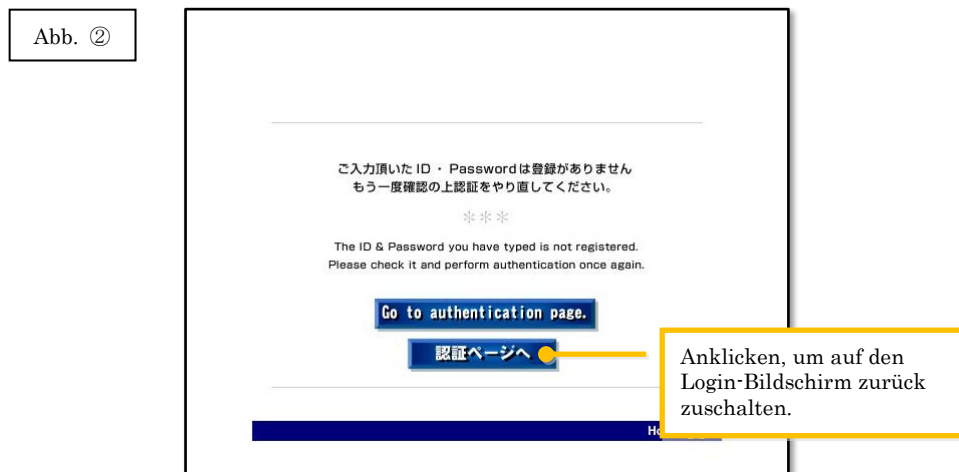 Abb. ②
ご入力頂いた ID ・ Passwordは登録がありません
もう一度確認の上認証をやり直してください。
＊＊＊
The ID & Password you have typed is not registered.
Please check it and perform authentication once again.
Go to authentication page.
認証ページへ
Anklicken, um auf den
Login-Bildschirm zurück
zuschalten.